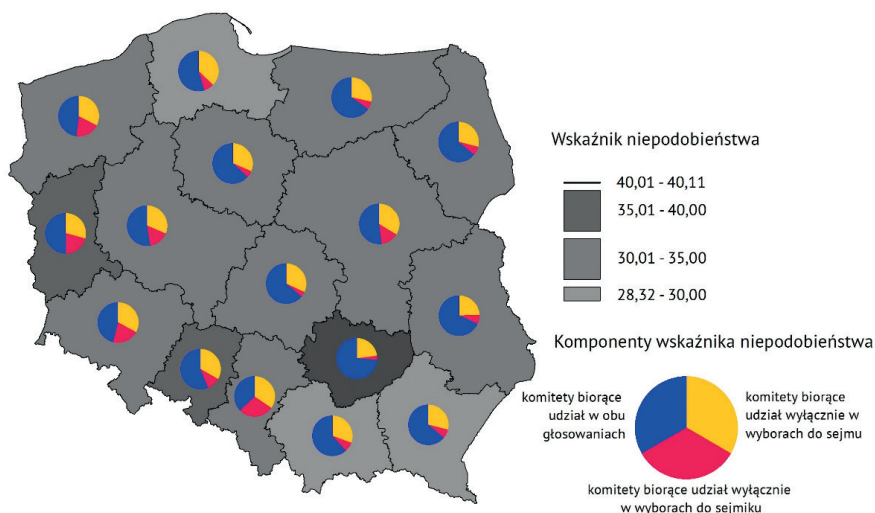 Wskaźnik niepodobieństwa
40,01 - 40,11
35,01 - 40,00
30,01 - 35,00
28,32 - 30,00
Komponenty wskaźnika niepodobieństwa
komitety biorące
udział w obu
głosowaniach
komitety biorące
udział wyłącznie w
wyborach do sejmu
komitety biorące udział wyłącznie
w wyborach do sejmiku